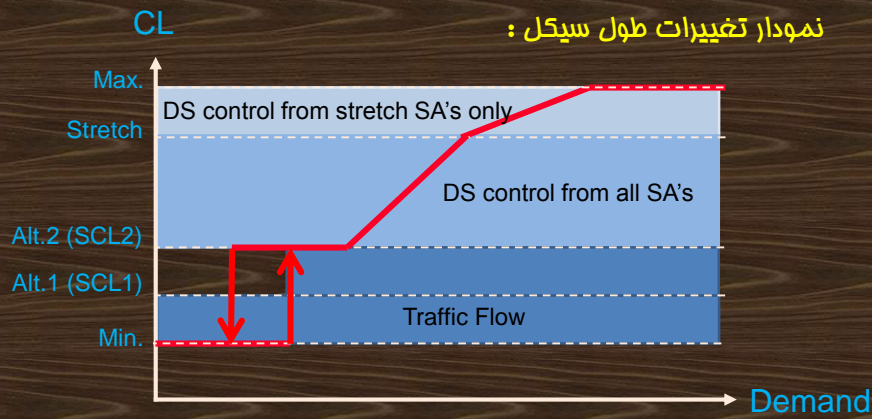 نمودار تغییرات طول سیکل :
CL
Max.
DS control from stretch SA's only
Stretch
DS control from all SA's
Alt.2 (SCL2)
Alt.1 (SCL1)
Traffic Flow
Min.
Demand